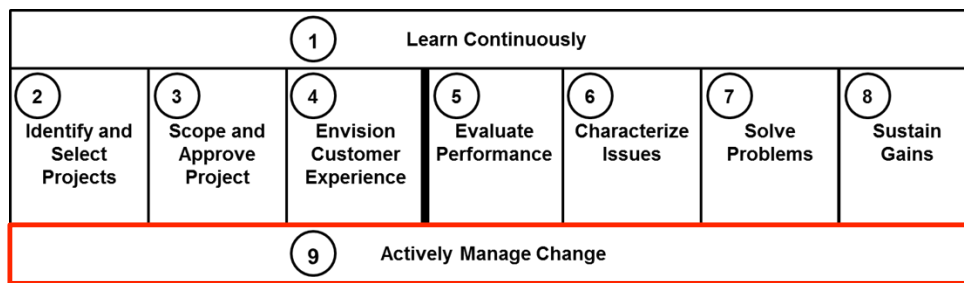 1 Learn Continuously
2
Identify and
Select
Projects
3
Scope and
Approve
Project
4
Envision
Customer
Experience
5
Evaluate
Performance
6
Characterize
Issues
7
Solve
Problems
8
Sustain
Gains
9 Actively Manage Change